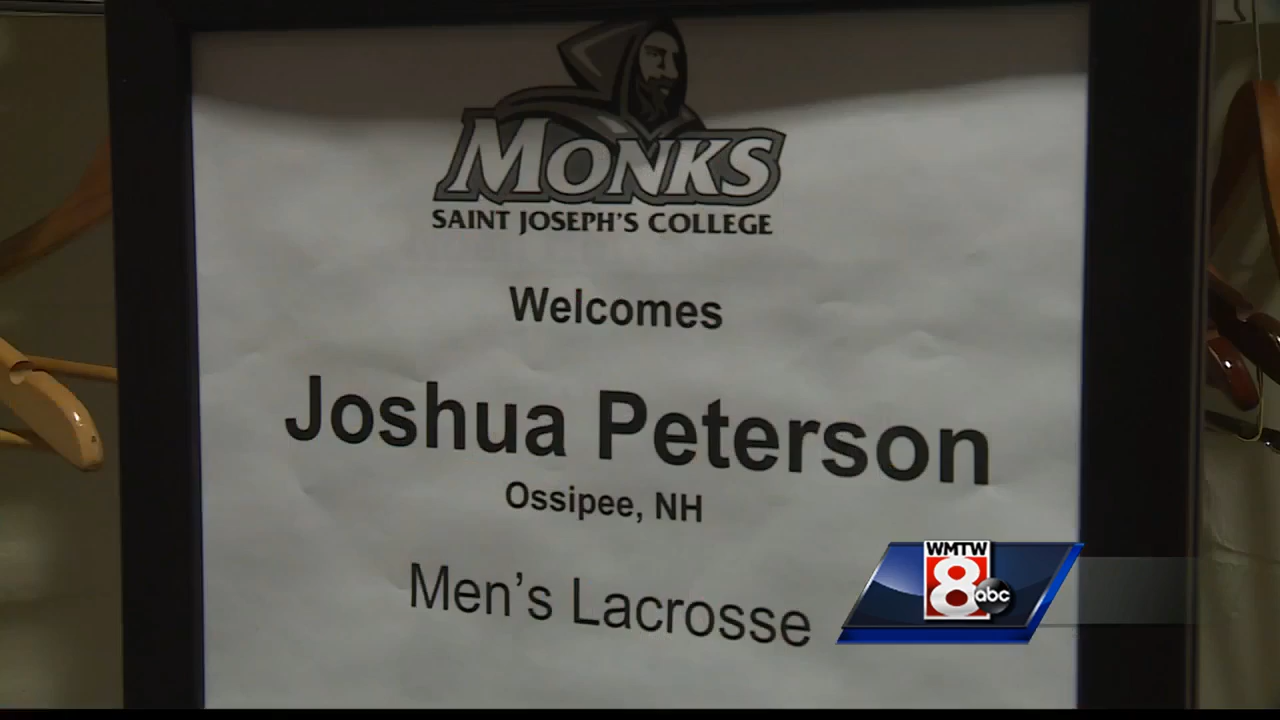 MONKS
SAINT JOSEPH'S COLLEGE
Welcomes
Joshua Peterson
Ossipee, NH
Men's Lacrosse
WMTW
8
abc